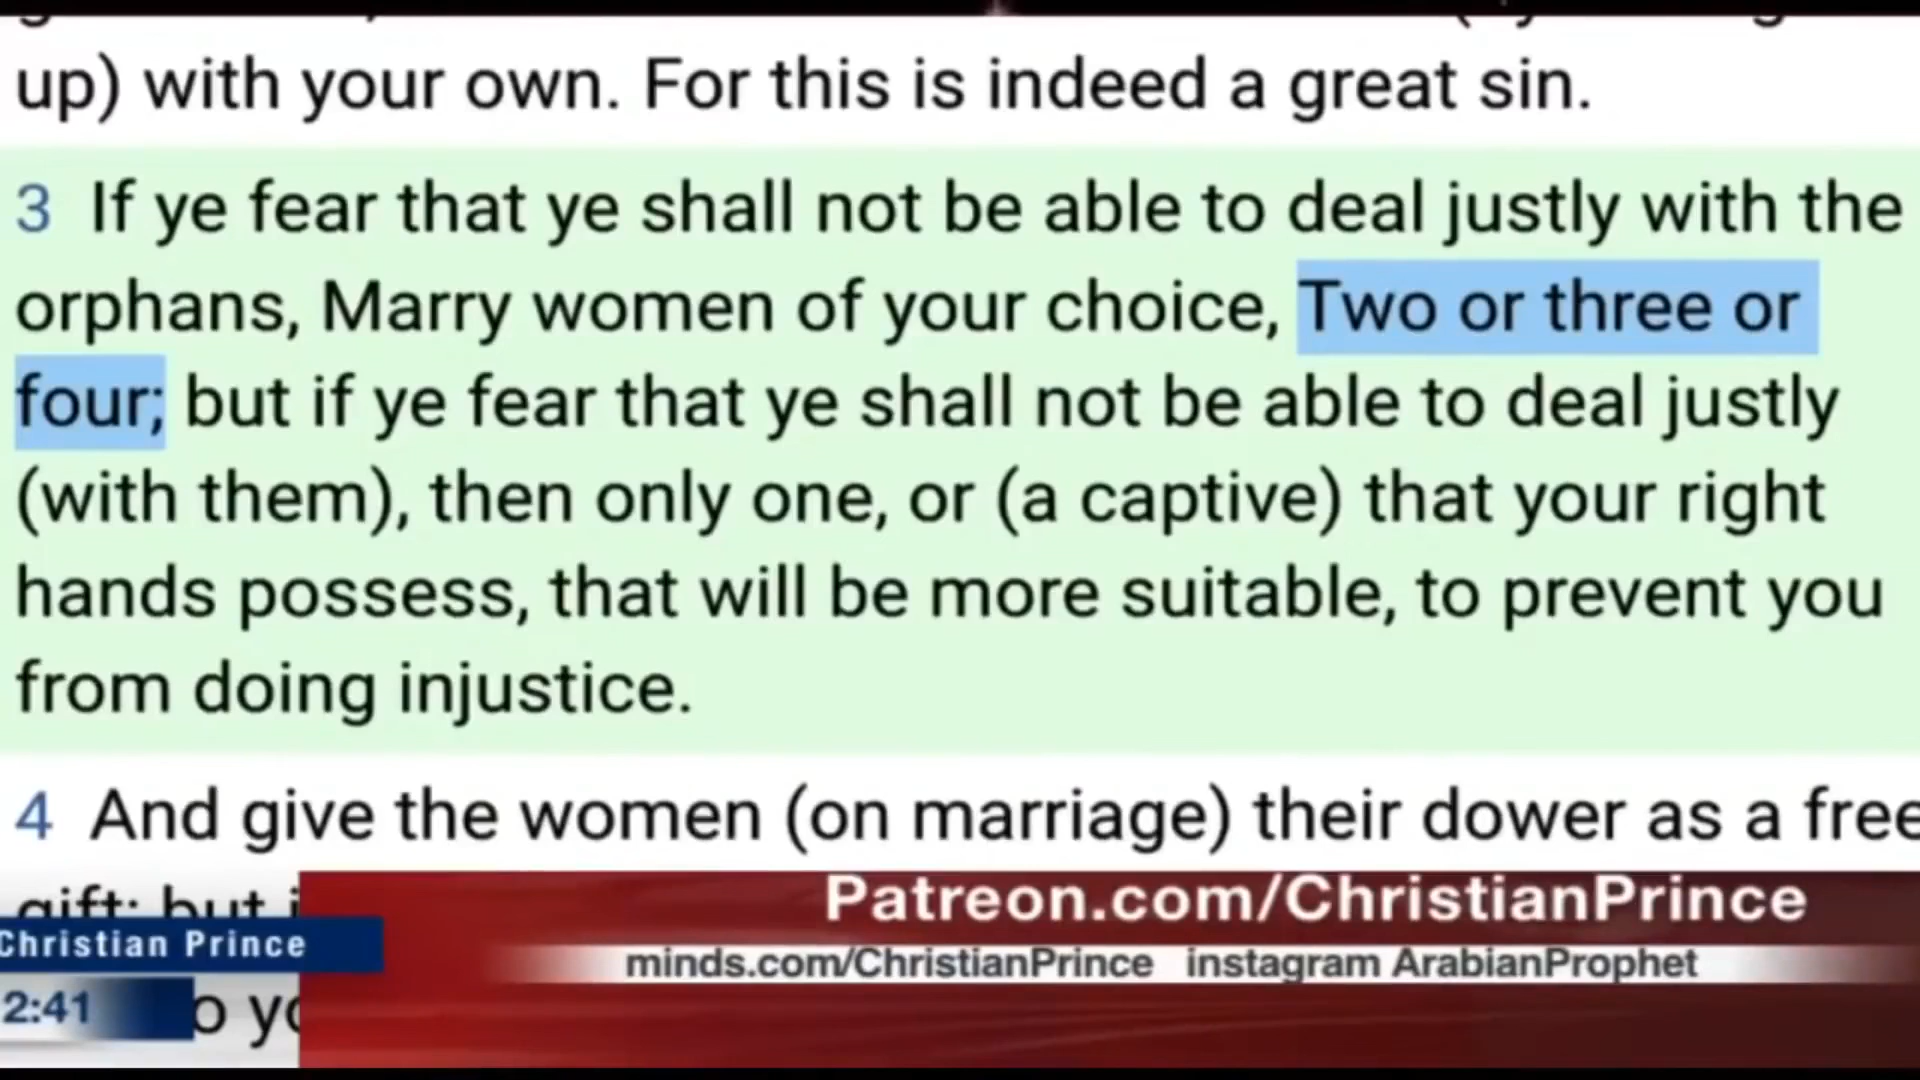 up) with your own. For this is indeed a great sin.
3 If ye fear that ye shall not be able to deal justly with the
orphans, Marry women of your choice, Two or three or
four; but if ye fear that ye shall not be able to deal justly
(with them), then only one, or (a captive) that your right
hands possess, that will be more suitable, to prevent you
from doing injustice.
4 And give the women (on marriage) their dower as a free
gift; but i
Patreon.com/ChristianPrince
Christian Prince
minds.com/ChristianPrince instagram ArabianProphet
2:41